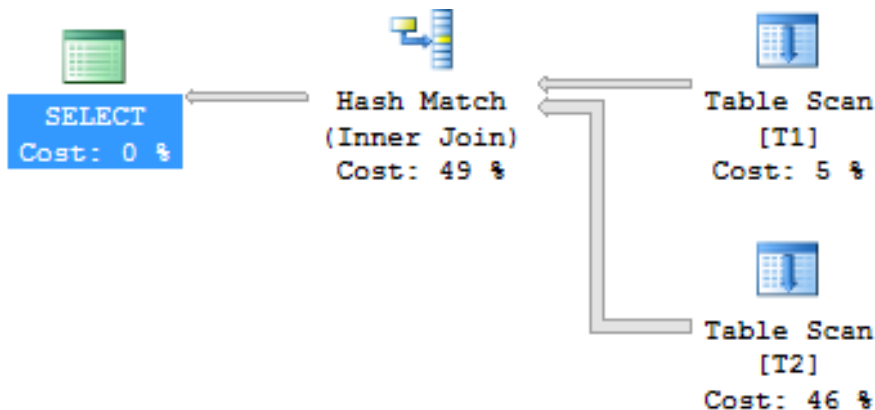 SELECT
Cost: 0 %
Hash Match
(Inner Join)
Cost: 49 %
Table Scan
[T1]
Cost: 5 %
Table Scan
[T2]
Cost: 46 %